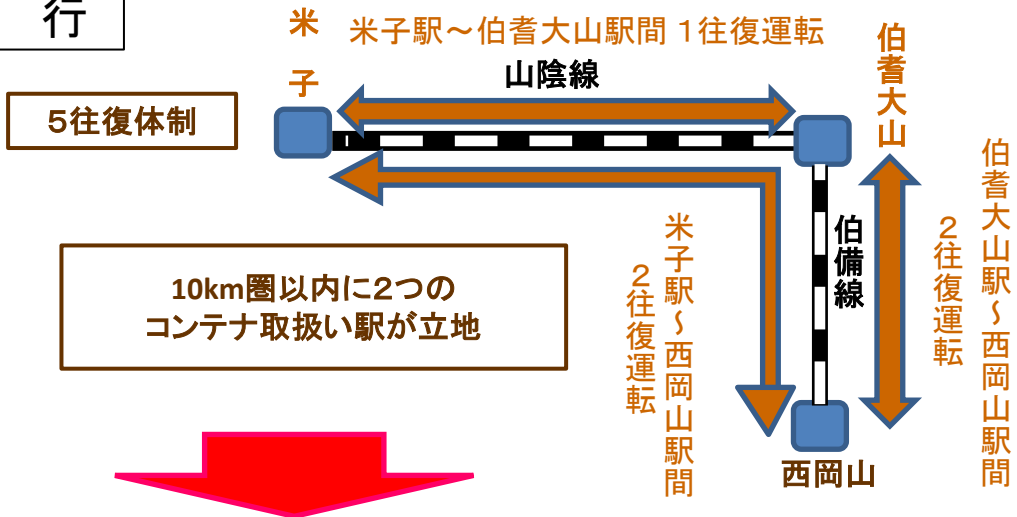 行
5往復体制
米子
米子駅～伯耆大山駅間 1往復運転
山陰線
伯耆大山
伯耆大山駅～西岡山駅間
2往復運転
伯備線
米子駅～西岡山駅間
2往復運転
10km圏以内に2つの
コンテナ取扱い駅が立地
西岡山